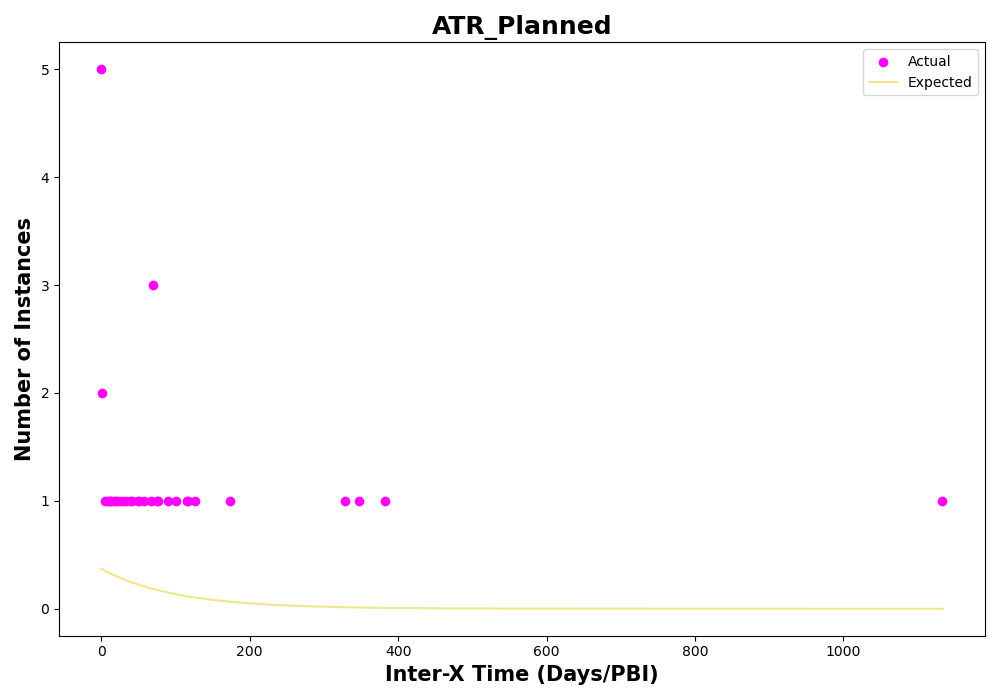 ATR_Planned
Actual
Expected
5
4
3
2
1
0
Number of Instances
0
200
400
600
800
1000
Inter-X Time (Days/PBI)